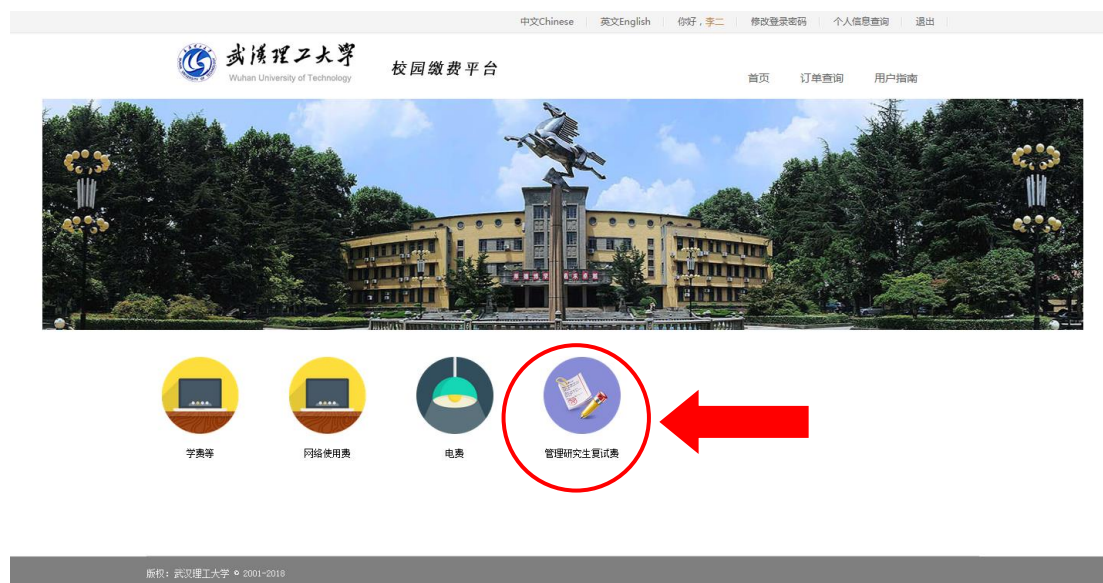 中文Chinese 英文English 你好，李二 修改登录密码 个人信息查询 退出
武汉理工大学
Wuhan University of Technology
校园缴费平台
首页 订单查询 用户指南
学费等 网络使用费 电费 管理研究生复试费
版权：武汉理工大学 © 2001-2018